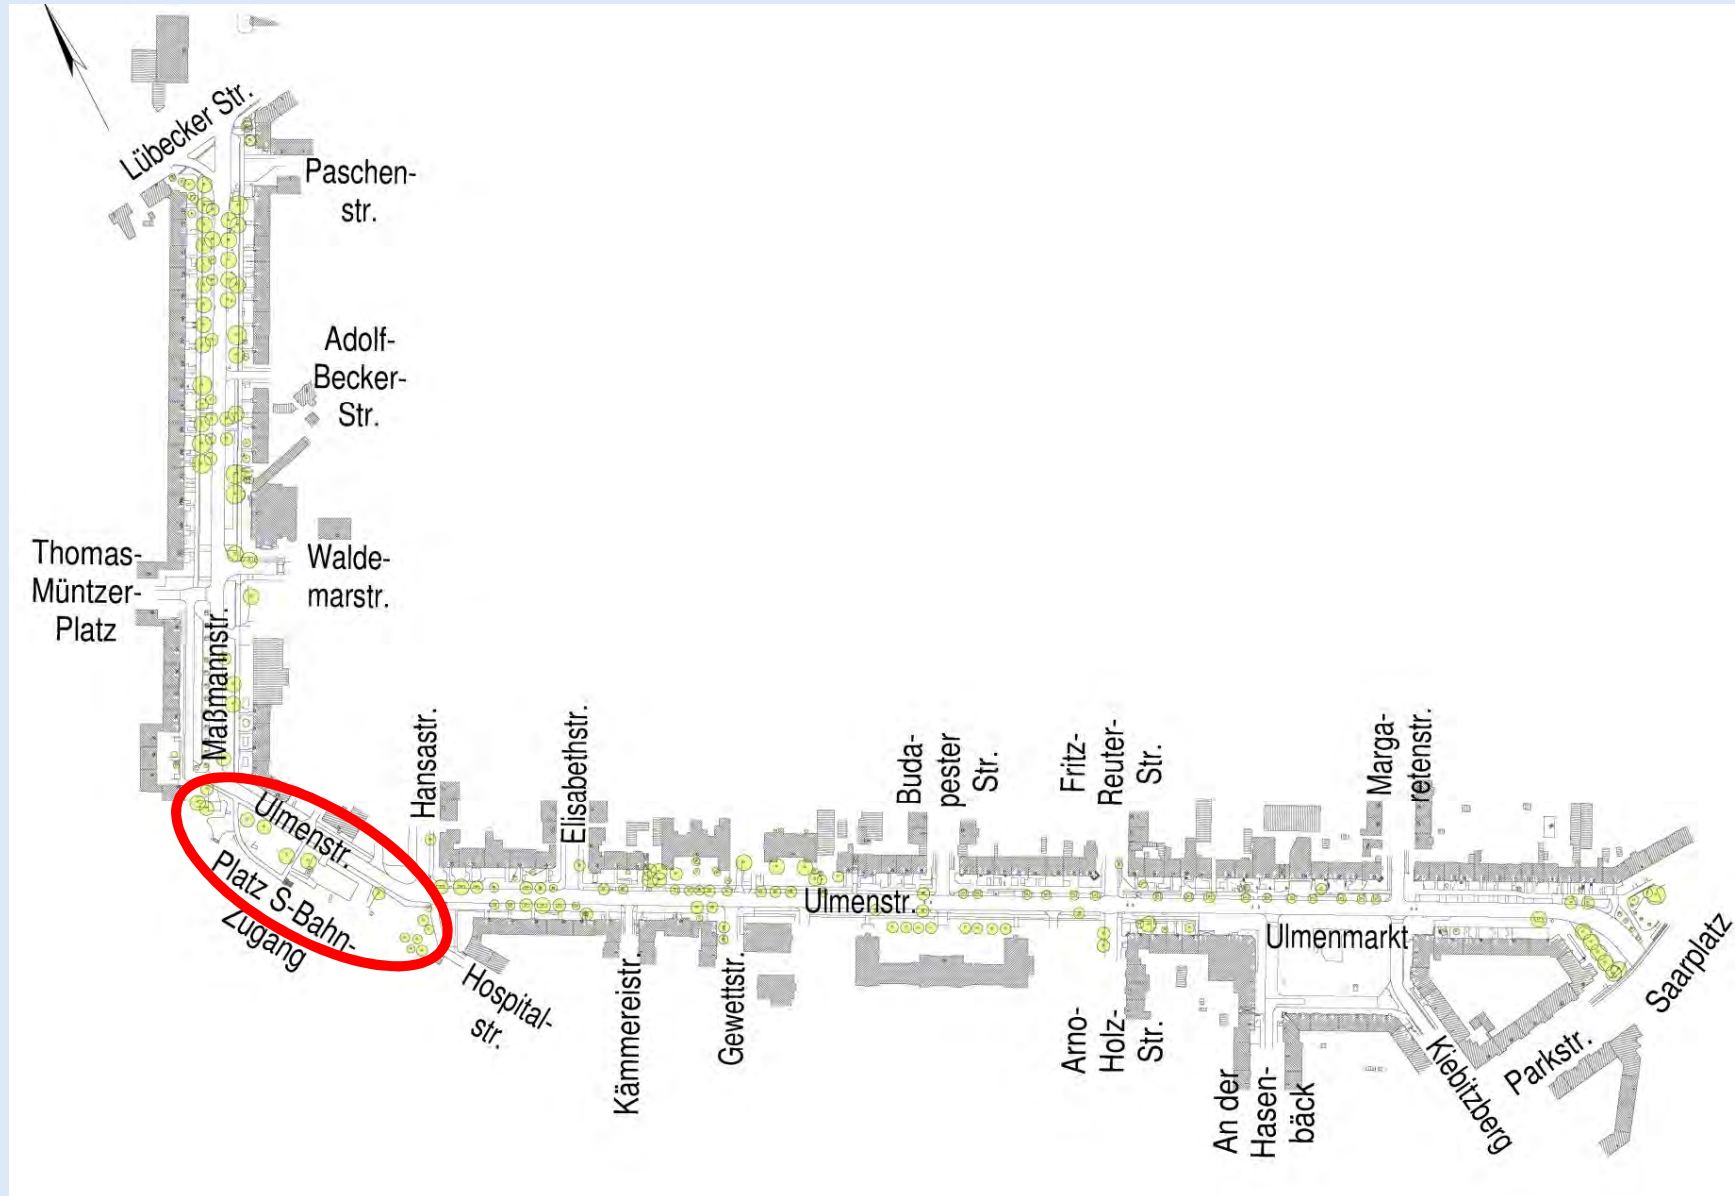 Lübecker Str.
Paschen-
str.
Adolf-
Becker-
Str.
Thomas-
Müntzer-
Platz
Walde-
marstr.
Maßmannstr.
Ulmenstr.
Platz S-Bahn-
Zugang
Hansastr.
Hospital-
str.
Elisabethstr.
Kämmereistr.
Gewettstr.
Buda-
pester
Str.
Ulmenstr.
Fritz-
Reuter-
Str.
Arno-
Holz-
Str.
Marga-
retenstr.
Ulmenmarkt
An der
Hasen-
bäck
Kiebitzberg
Parkstr.
Saarplatz